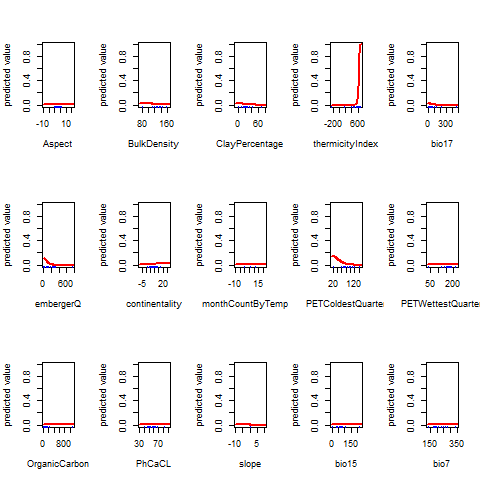 predicted value
0.0 0.4 0.8
-10 10
Aspect
predicted value
0.0 0.4 0.8
80 160
BulkDensity
predicted value
0.0 0.4 0.8
0 60
ClayPercentage
predicted value
0.0 0.4 0.8
-200 600
thermicityIndex
predicted value
0.0 0.4 0.8
0 300
bio17
predicted value
0.0 0.4 0.8
0 600
embergerQ
predicted value
0.0 0.4 0.8
-5 20
continentality
predicted value
0.0 0.4 0.8
-10 15
monthCountByTemp
predicted value
0.0 0.4 0.8
20 120
PETColdestQuarte
predicted value
0.0 0.4 0.8
50 200
PETWettestQuarte
predicted value
0.0 0.4 0.8
0 800
OrganicCarbon
predicted value
0.0 0.4 0.8
30 70
PhCaCL
predicted value
0.0 0.4 0.8
-10 5
slope
predicted value
0.0 0.4 0.8
0 150
bio15
predicted value
0.0 0.4 0.8
150 350
bio7